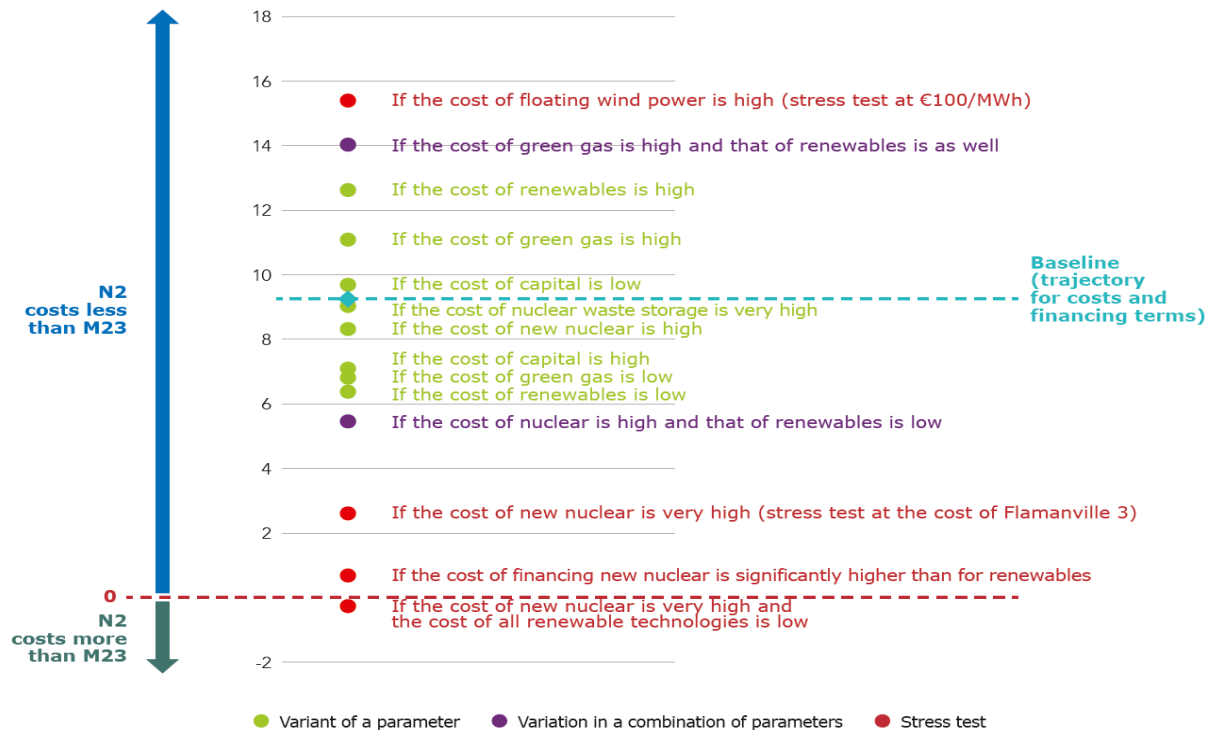 18
16
If the cost of floating wind power is high (stress test at €100/MWh)
14
If the cost of green gas is high and that of renewables is as well
If the cost of renewables is high
12
If the cost of green gas is high
10
If the cost of capital is low
Baseline
(trajectory
for costs and
financing terms)
N2
costs less
than M23
If the cost of nuclear waste storage is very high
If the cost of new nuclear is high
8
If the cost of capital is high
If the cost of green gas is low
If the cost of renewables is low
6
If the cost of nuclear is high and that of renewables is low
4
If the cost of new nuclear is very high (stress test at the cost of Flamanville 3)
2
If the cost of financing new nuclear is significantly higher than for renewables
0
If the cost of new nuclear is very high and
the cost of all renewable technologies is low
N2
costs more
than M23
-2
Variant of a parameter
Variation in a combination of parameters
Stress test